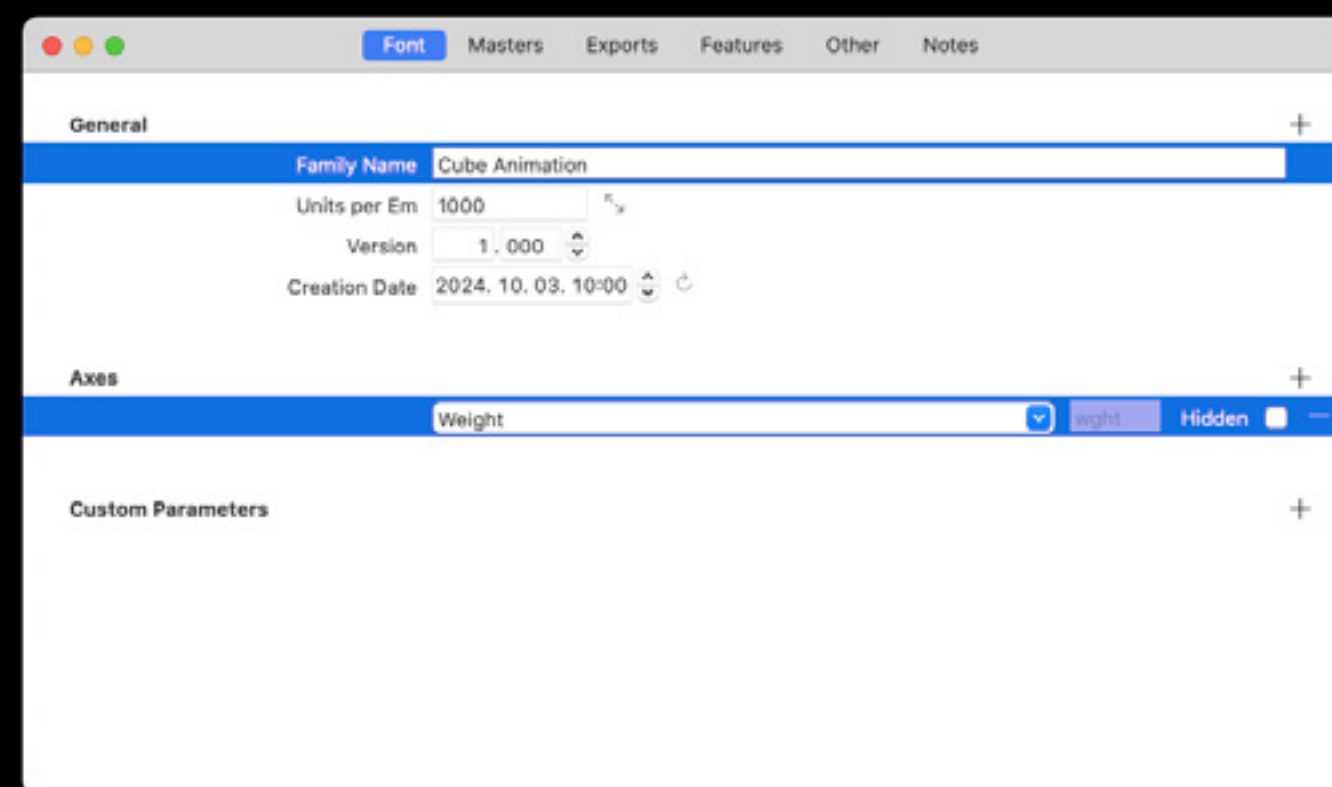 Font Masters Exports Features Other Notes
General
Family Name Cube Animation
Units per Em 1000
Version 1 . 000
Creation Date 2024. 10. 03. 10:00
Axes
Weight wght Hidden
Custom Parameters